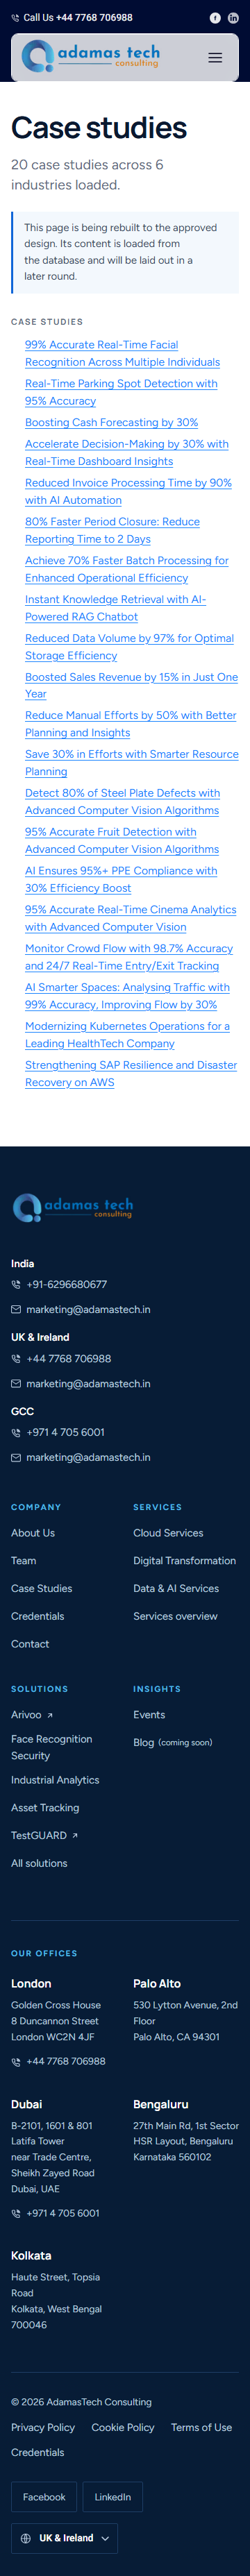 Call Us +44 7768 706988
adamas tech
consulting
Case studies
20 case studies across 6
industries loaded.
This page is being rebuilt to the approved
design. Its content is loaded from
the database and will be laid out in a
later round.
CASE STUDIES
99% Accurate Real-Time Facial
Recognition Across Multiple Individuals
Real-Time Parking Spot Detection with
95% Accuracy
Boosting Cash Forecasting by 30%
Accelerate Decision-Making by 30% with
Real-Time Dashboard Insights
Reduced Invoice Processing Time by 90%
with AI Automation
80% Faster Period Closure: Reduce
Reporting Time to 2 Days
Achieve 70% Faster Batch Processing for
Enhanced Operational Efficiency
Instant Knowledge Retrieval with AI-
Powered RAG Chatbot
Reduced Data Volume by 97% for Optimal
Storage Efficiency
Boosted Sales Revenue by 15% in Just One
Year
Reduce Manual Efforts by 50% with Better
Planning and Insights
Save 30% in Efforts with Smarter Resource
Planning
Detect 80% of Steel Plate Defects with
Advanced Computer Vision Algorithms
95% Accurate Fruit Detection with
Advanced Computer Vision Algorithms
AI Ensures 95%+ PPE Compliance with
30% Efficiency Boost
95% Accurate Real-Time Cinema Analytics
with Advanced Computer Vision
Monitor Crowd Flow with 98.7% Accuracy
and 24/7 Real-Time Entry/Exit Tracking
AI Smarter Spaces: Analysing Traffic with
99% Accuracy, Improving Flow by 30%
Modernizing Kubernetes Operations for a
Leading HealthTech Company
Strengthening SAP Resilience and Disaster
Recovery on AWS
adamas tech
consulting
India
+91-6296680677
marketing@adamastech.in
UK & Ireland
+44 7768 706988
marketing@adamastech.in
GCC
+971 4 705 6001
marketing@adamastech.in
COMPANY
About Us
Team
Case Studies
Credentials
Contact
SERVICES
Cloud Services
Digital Transformation
Data & AI Services
Services overview
SOLUTIONS
Arivoo ↗
Face Recognition
Security
Industrial Analytics
Asset Tracking
TestGUARD ↗
All solutions
INSIGHTS
Events
Blog (coming soon)
OUR OFFICES
London
Golden Cross House
8 Duncannon Street
London WC2N 4JF
+44 7768 706988
Palo Alto
530 Lytton Avenue, 2nd
Floor
Palo Alto, CA 94301
Dubai
B-2101, 1601 & 801
Latifa Tower
near Trade Centre,
Sheikh Zayed Road
Dubai, UAE
+971 4 705 6001
Bengaluru
27th Main Rd, 1st Sector
HSR Layout, Bengaluru
Karnataka 560102
Kolkata
Haute Street, Topsia
Road
Kolkata, West Bengal
700046
© 2026 AdamasTech Consulting
Privacy Policy Cookie Policy Terms of Use
Credentials
Facebook LinkedIn
UK & Ireland